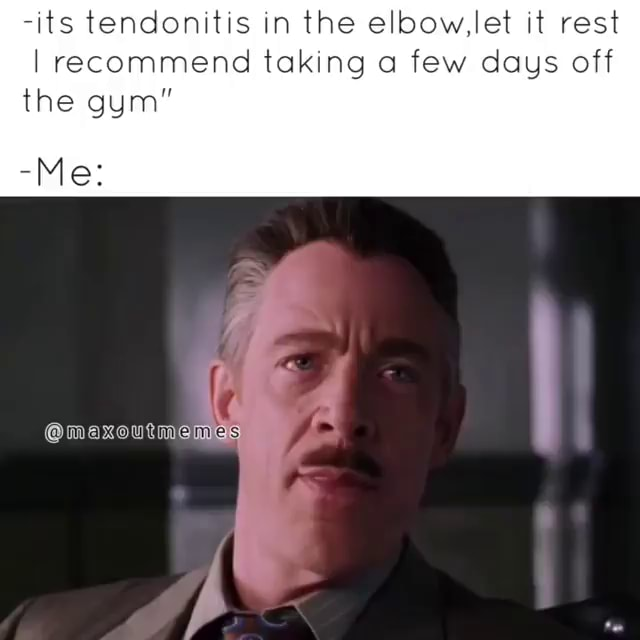 -its tendonitis in the elbow,let it rest
I recommend taking a few days off
the gym"
-Me:
@maxoutmemes